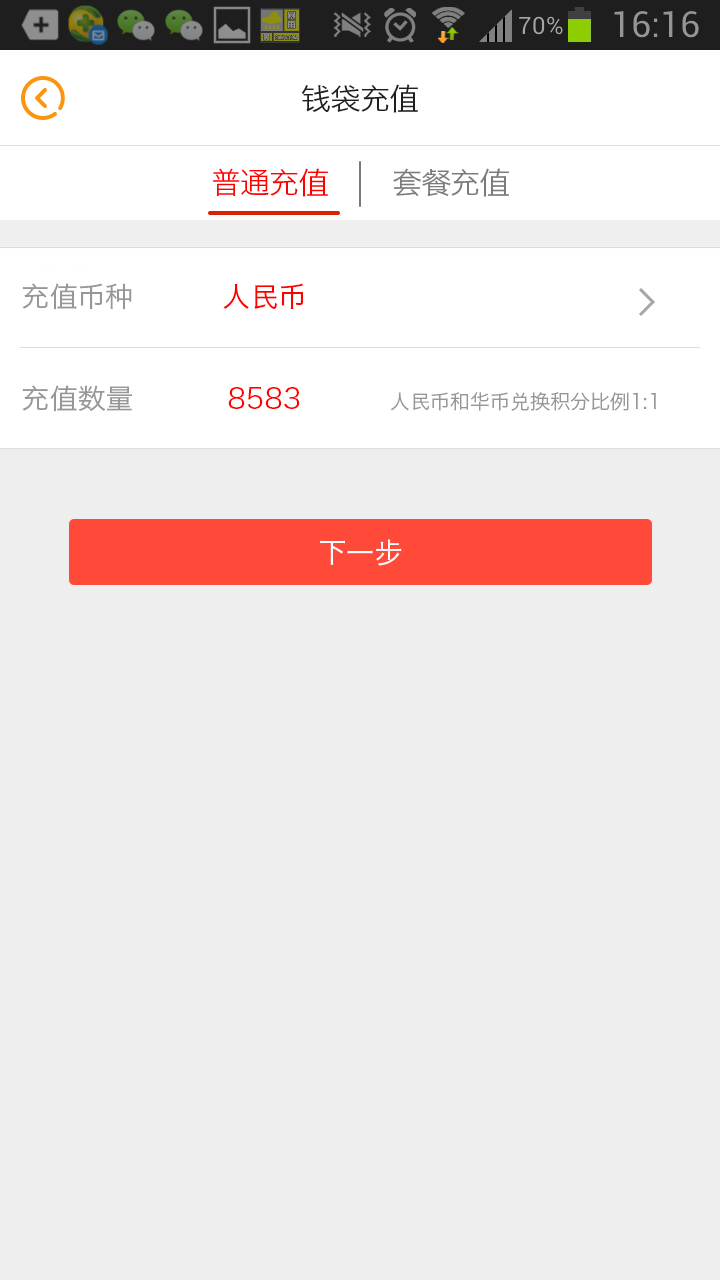 70% 16:16
钱袋充值
普通充值 套餐充值
充值币种 人民币
充值数量 8583 人民币和华币兑换积分比例1:1
下一步